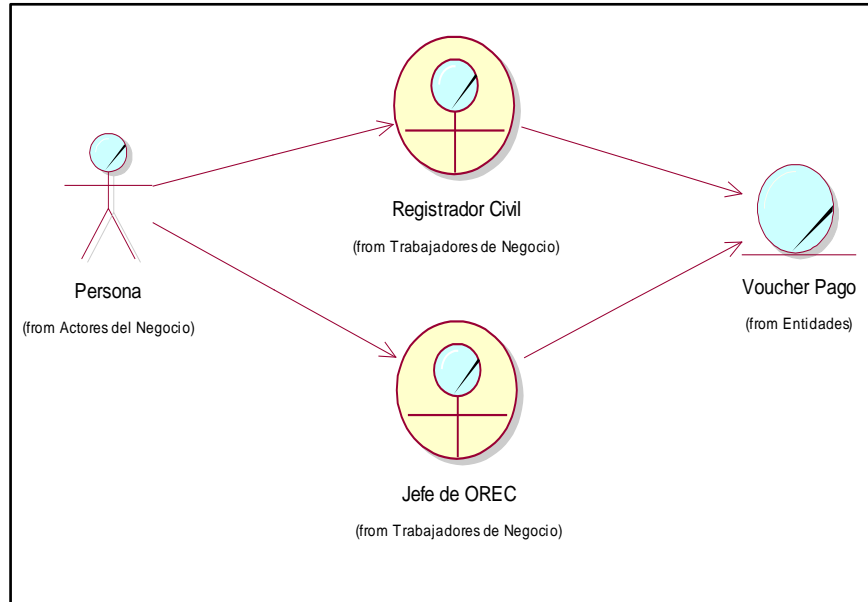 Registrador Civil
(from Trabajadores de Negocio)
Persona
(from Actores del Negocio)
Voucher Pago
(from Entidades)
Jefe de OREC
(from Trabajadores de Negocio)